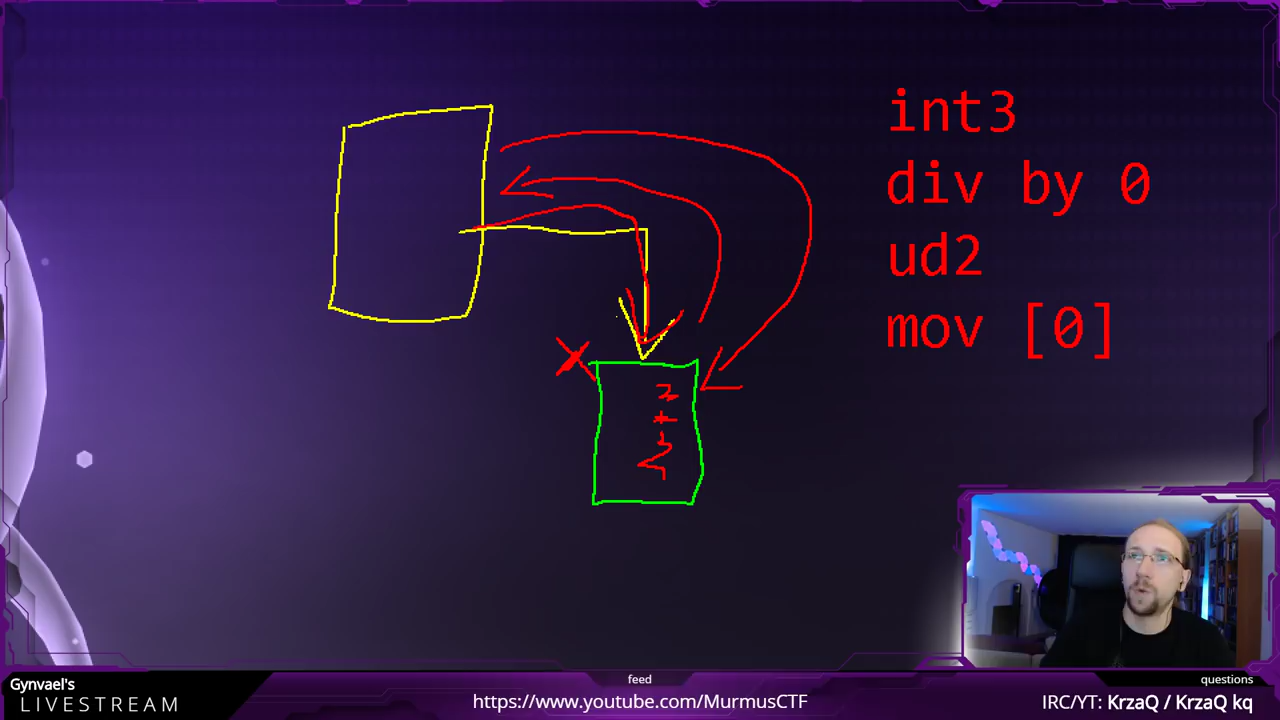 int3
div by 0
ud2
mov [0]
Gynvael's
LIVESTREAM
feed
https://www.youtube.com/MurmusCTF
questions
IRC/YT: KrzaQ / KrzaQ kq